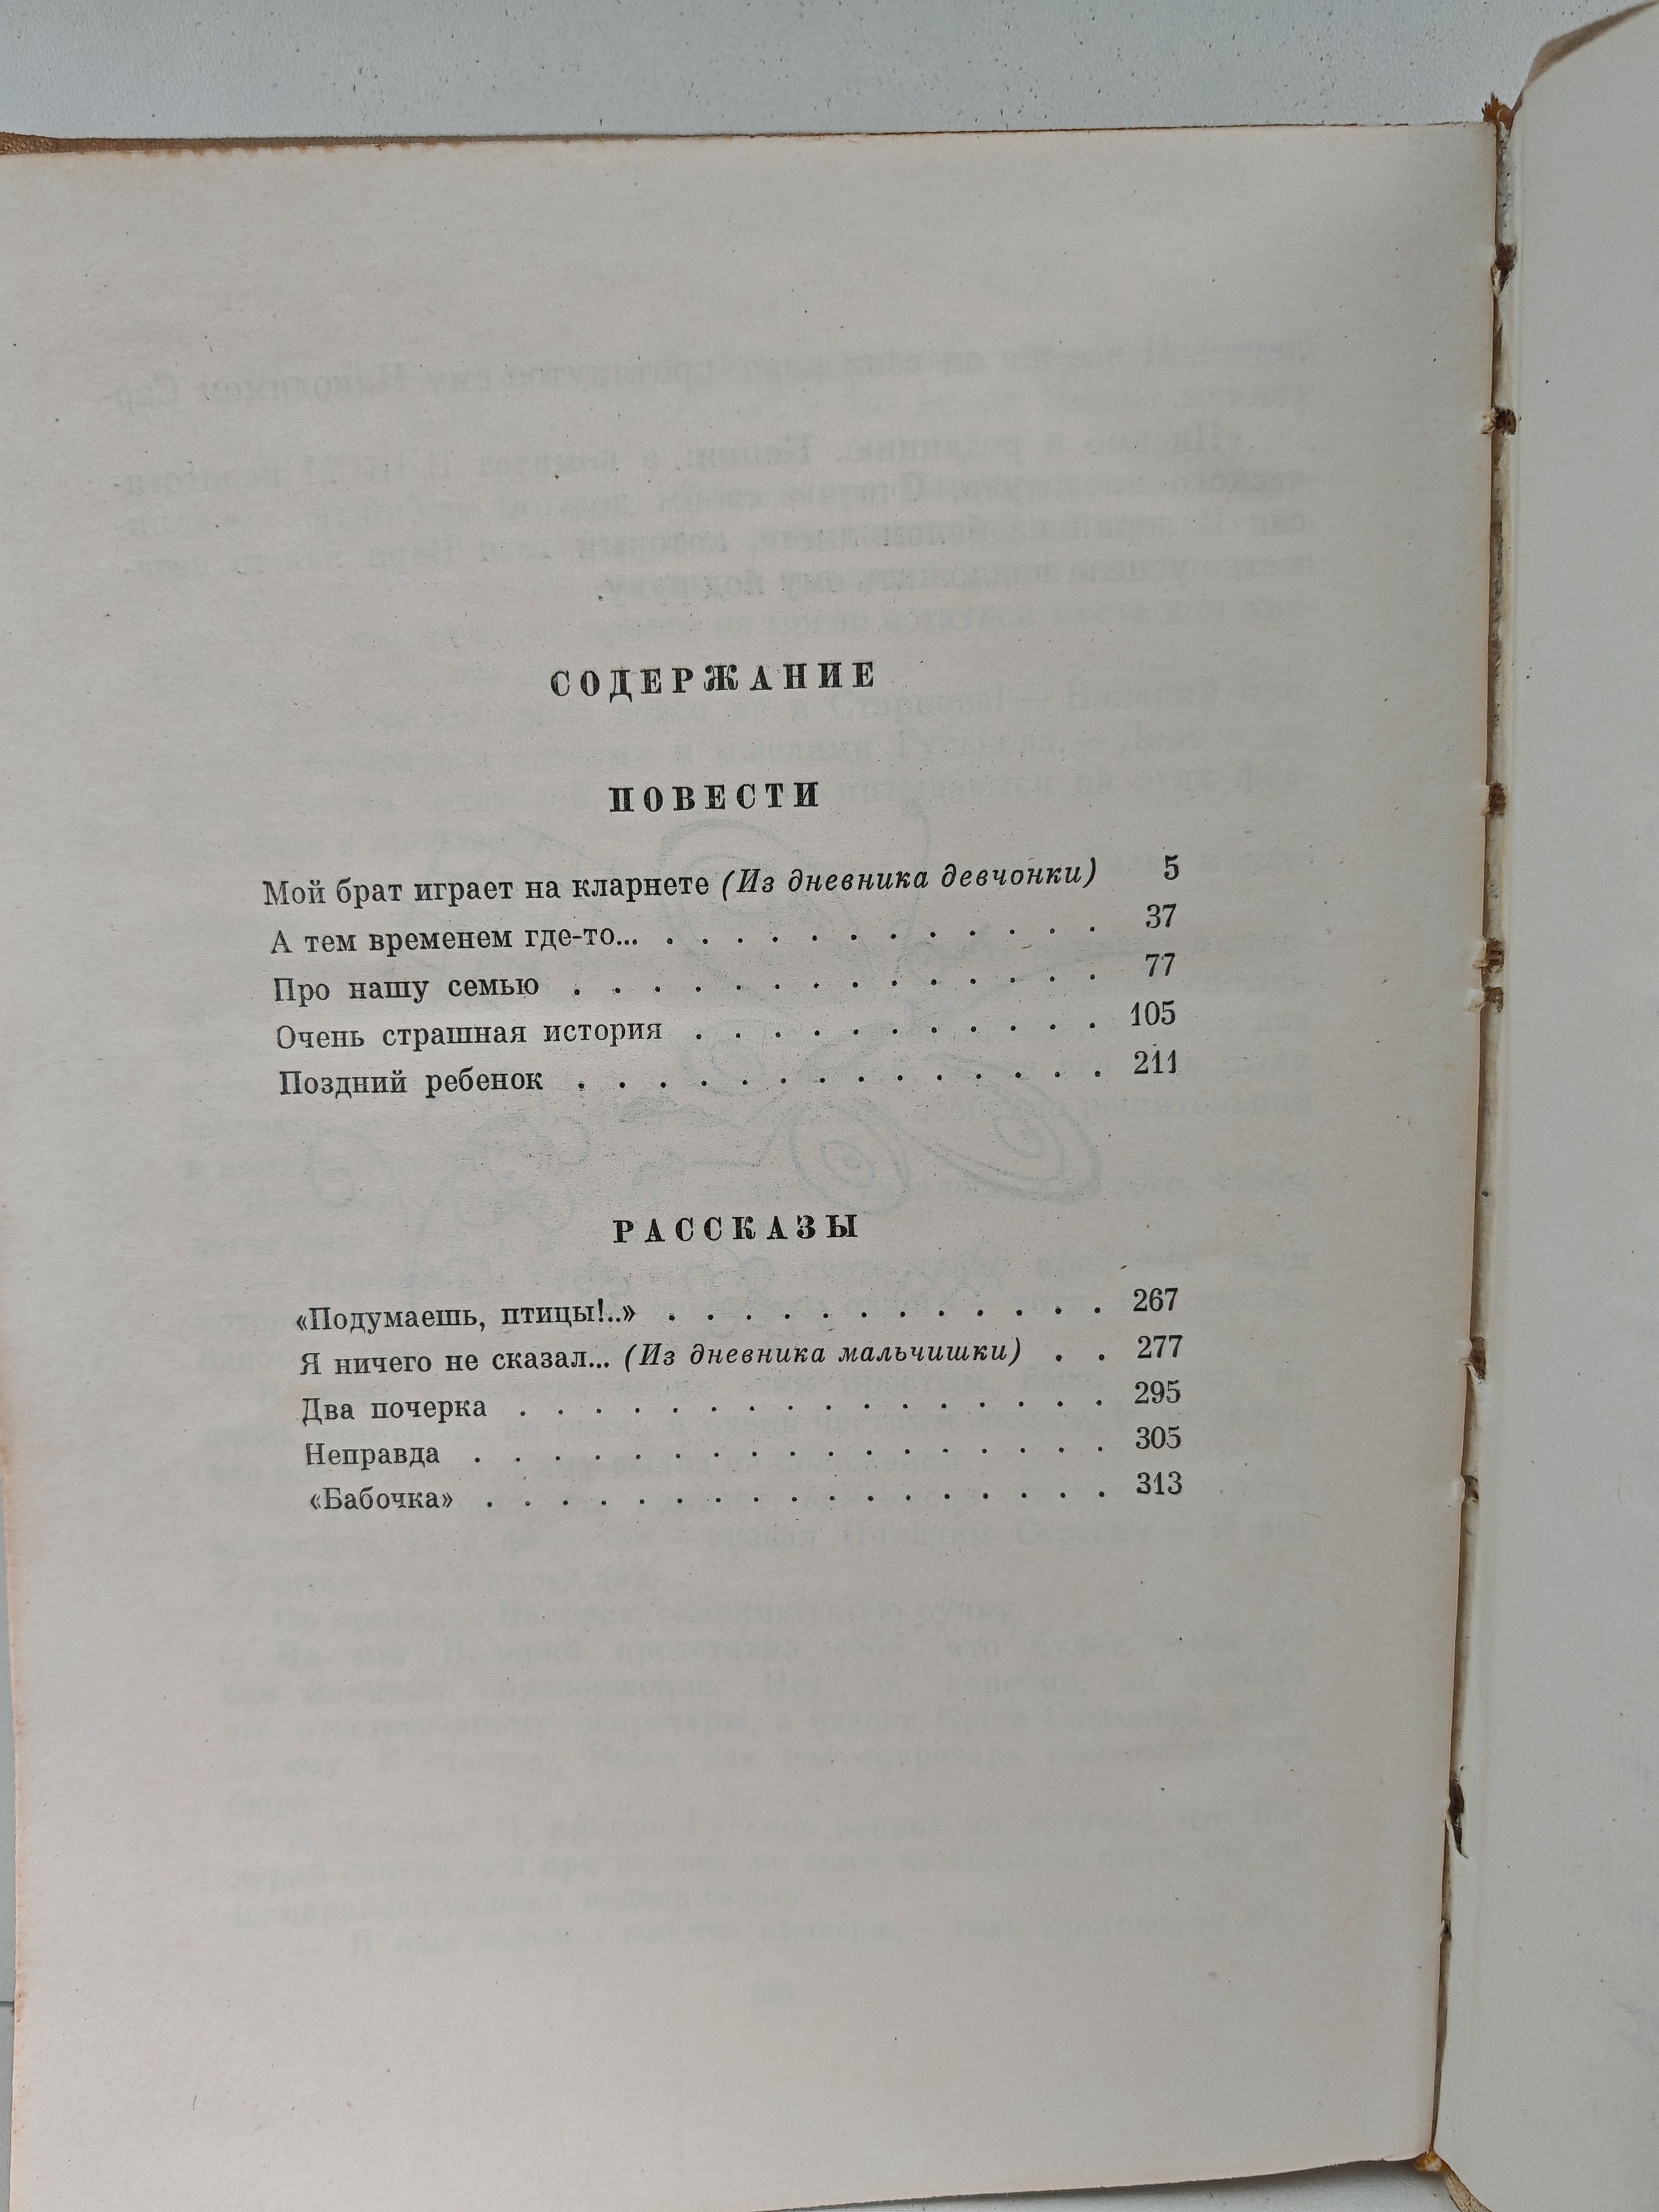 СОДЕРЖАНИЕ
ПОВЕСТИ
Мой брат играет на кларнете (Из дневника девчонки) 5
А тем временем где-то... . . . . . . . . . . . . 37
Про нашу семью . . . . . . . . . . . . . . 77
Очень страшная история . . . . . . . . . . . 105
Поздний ребенок . . . . . . . . . . . . . . 211
РАССКАЗЫ
«Подумаешь, птицы!..» . . . . . . . . . . . . 267
Я ничего не сказал... (Из дневника мальчишки) . . 277
Два почерка . . . . . . . . . . . . . . . . 295
Неправда . . . . . . . . . . . . . . . . . 305
«Бабочка» . . . . . . . . . . . . . . . . . 313